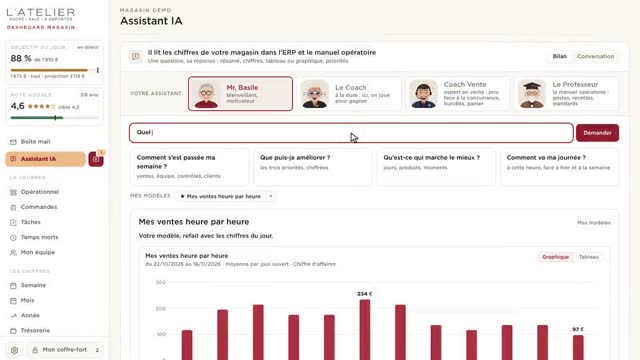 L'ATELIER
SUCRÉ · SALÉ · À EMPORTER
DASHBOARD MAGASIN
OBJECTIF DU JOUR
en direct
88 % de 1 910 €
1 673 € · trait : projection 2 118 €
NOTE GOOGLE
318 avis
4,6 ★★★★☆ cible 4,5
Boîte mail
Assistant IA
1
LA JOURNÉE
Opérationnel
Commandes
Tâches
Temps morts
Mon équipe
LES CHIFFRES
Semaine
Mois
Année
Trésorerie
Mon coffre-fort 2
MAGASIN DÉMO
Assistant IA
Il lit les chiffres de votre magasin dans l'ERP et le manuel opératoire
Une question, sa réponse : résumé, chiffres, tableau ou graphique, priorités
Bilan
Conversation
VOTRE ASSISTANT
Mr. Basile
bienveillant, motivateur
Le Coach
à la dure : ici, on joue pour gagner
Coach Vente
expert en vente : prix face à la concurrence, bundles, panier
Le Professeur
le manuel opératoire : gestes, recettes, standards
Quel
Demander
Comment s'est passée ma semaine ?
ventes, équipe, contrôles, clients
Que puis-je améliorer ?
les trois priorités, chiffrées
Qu'est-ce qui marche le mieux ?
jours, produits, moments
Comment va ma journée ?
à cette heure, face à hier et à la semaine
MES MODÈLES
★ Mes ventes heure par heure
Mes ventes heure par heure
Mes modèles
Votre modèle, refait avec les chiffres du jour.
Mes ventes heure par heure
du 22/10/2026 au 18/11/2026 · moyenne par jour ouvert · Chiffre d'affaires
Graphique
Tableau
300
200
100
234 €
97 €